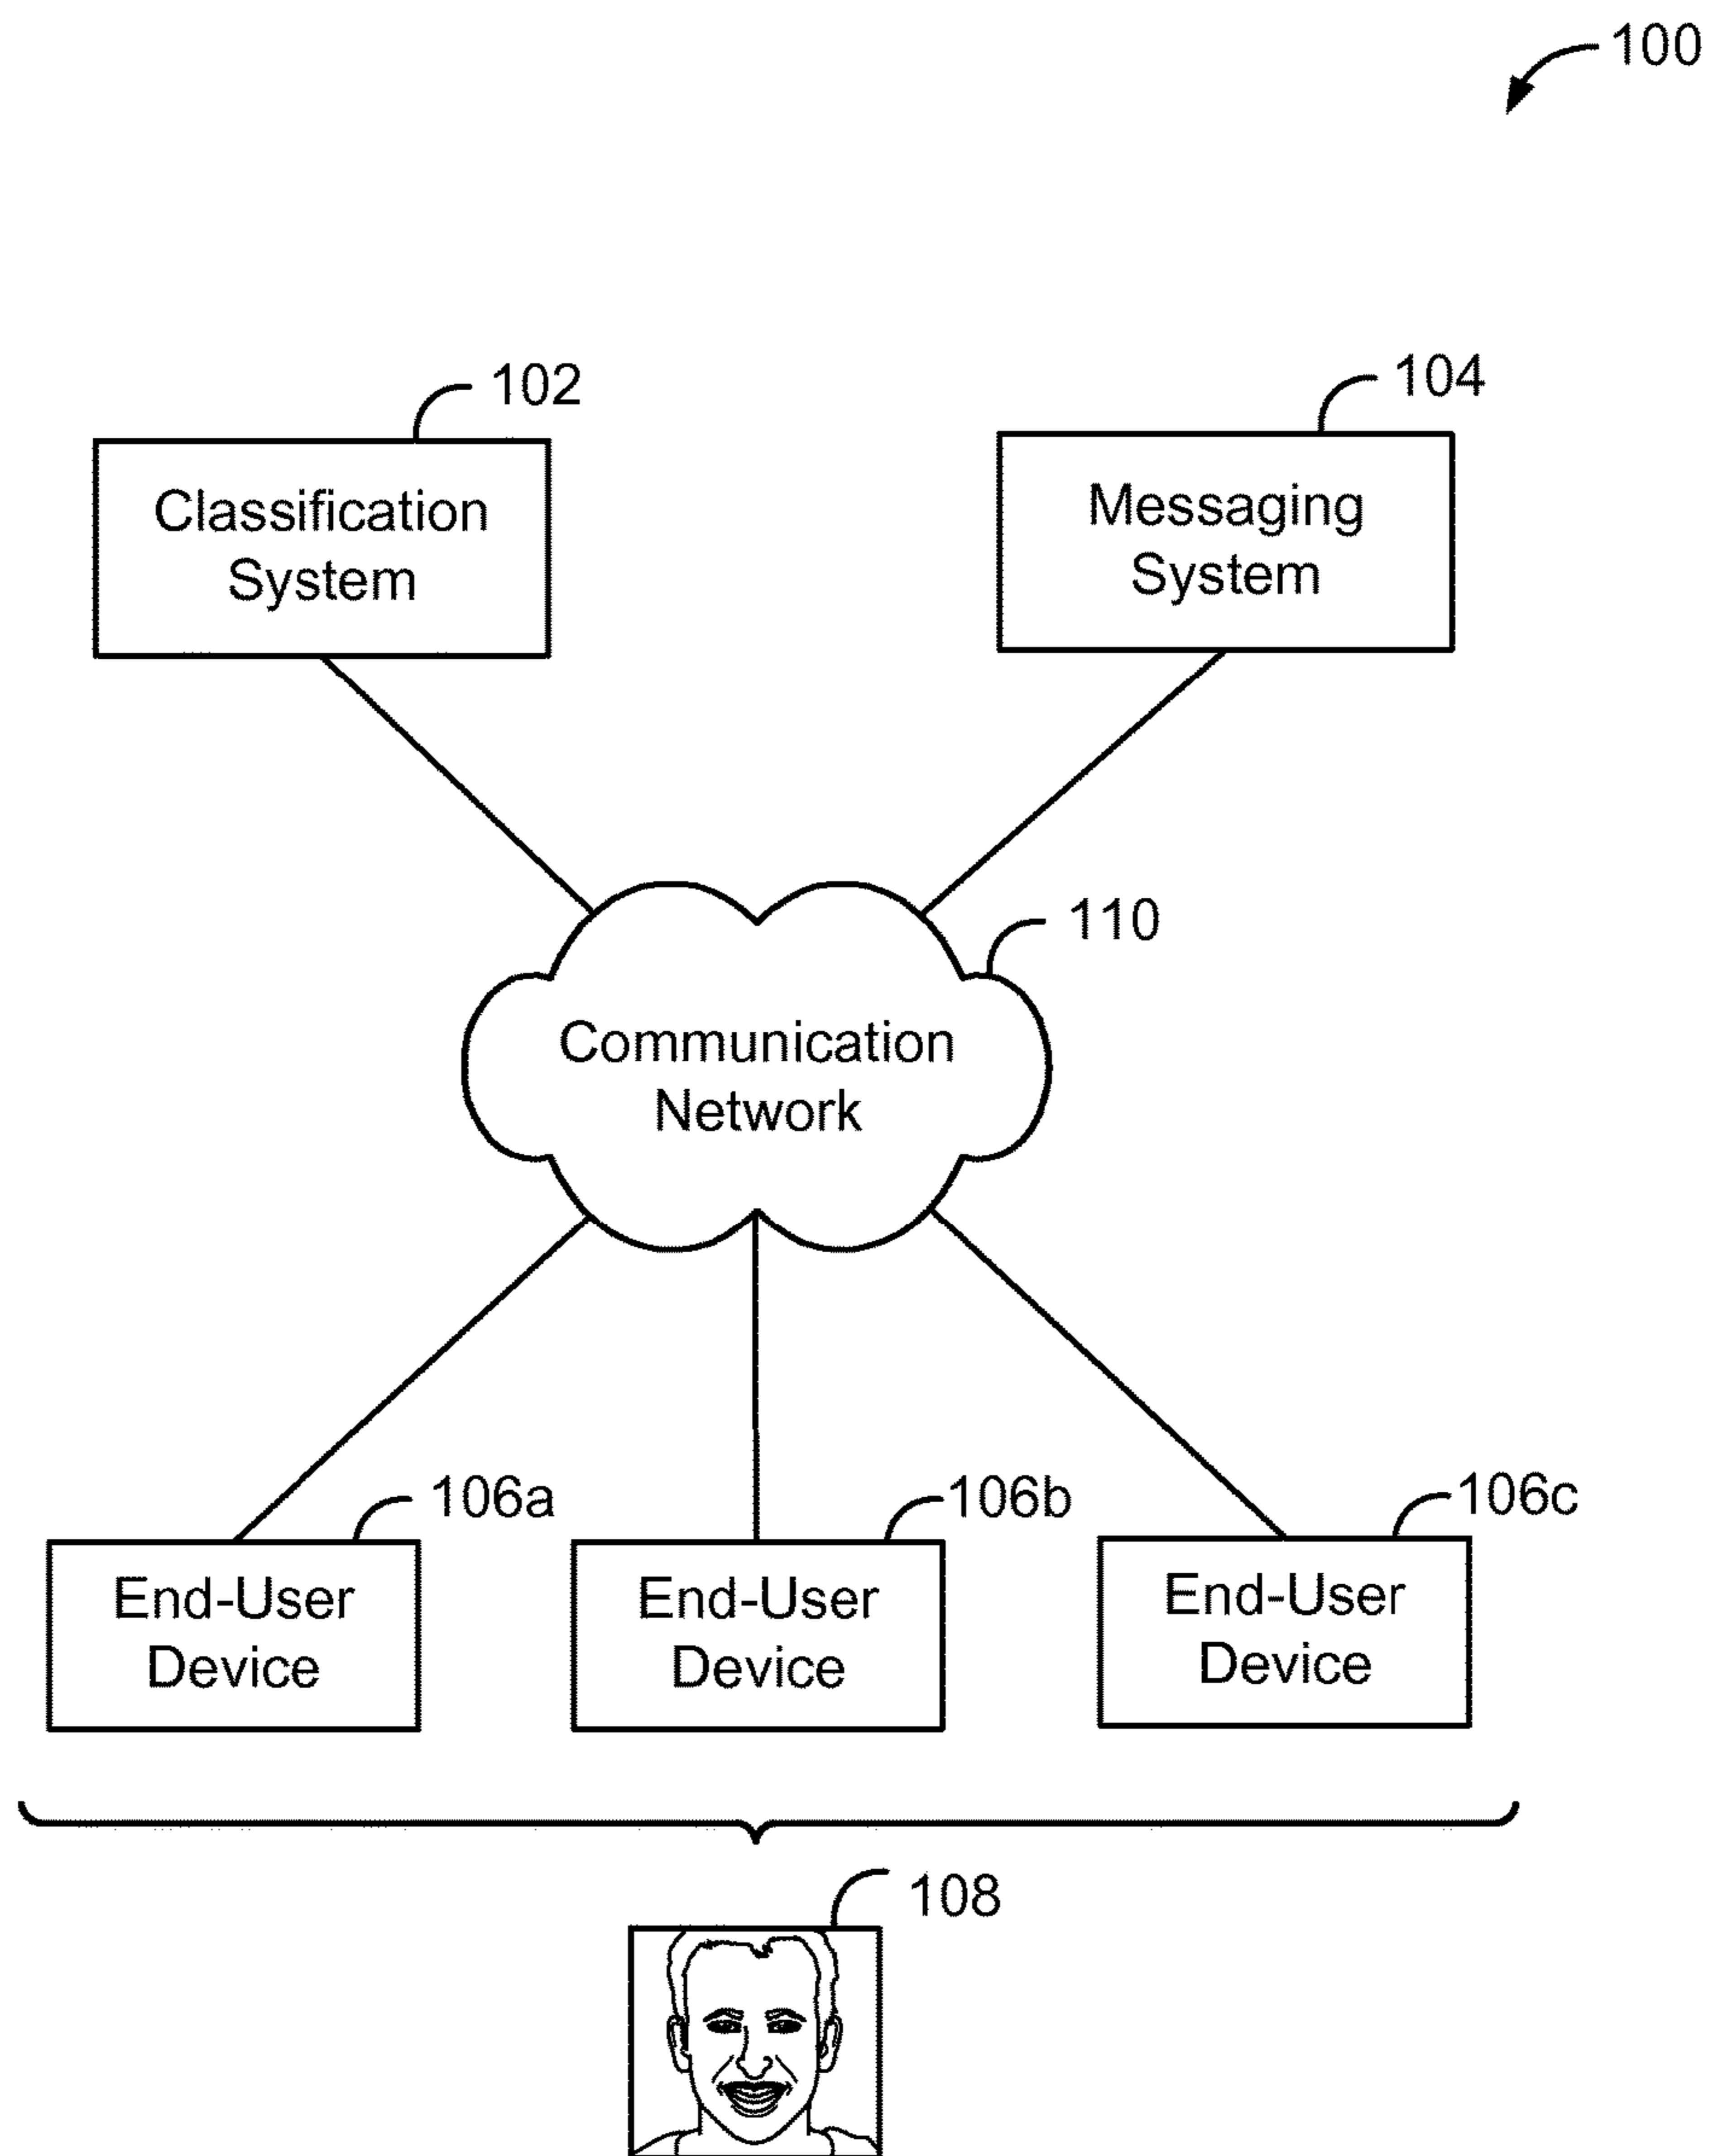 100
102
104
Classification
System
Messaging
System
110
Communication
Network
106a
106b
106c
End-User
Device
End-User
Device
End-User
Device
108